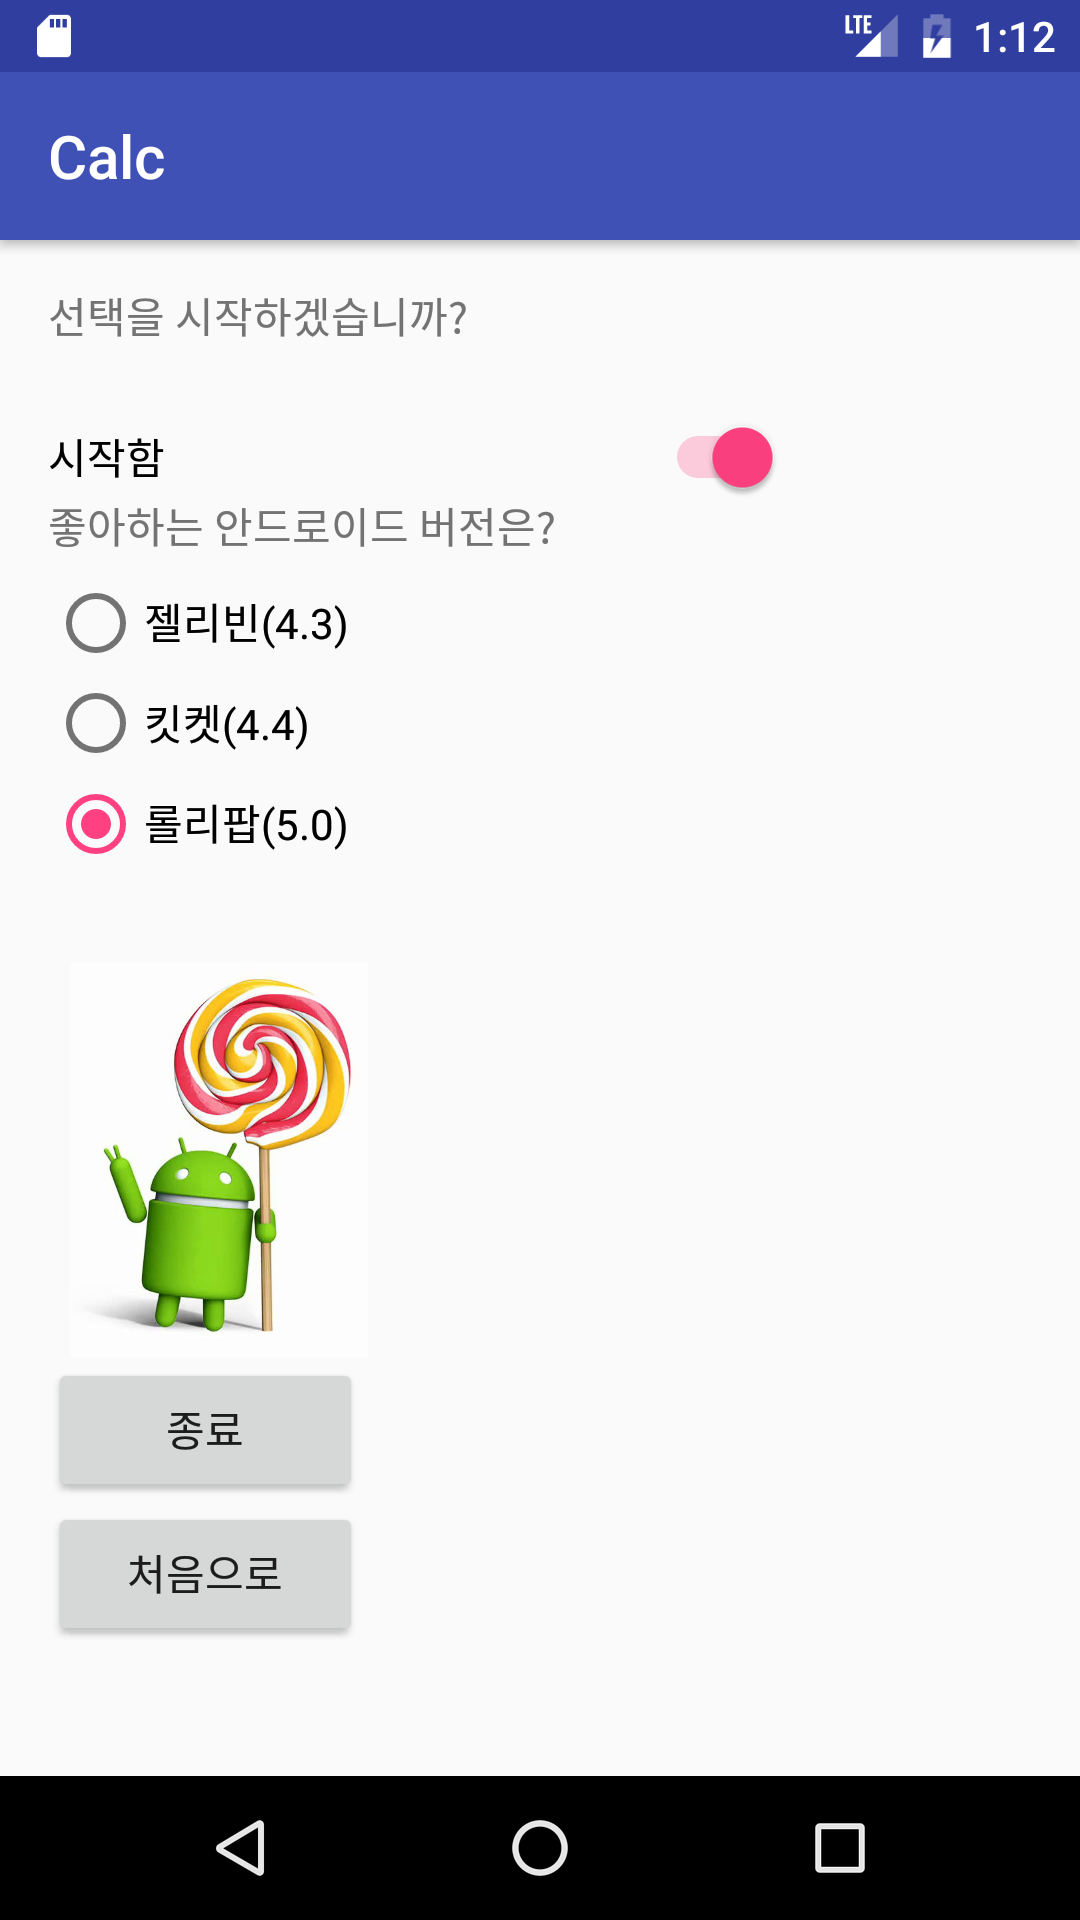 LTE 1:12
Calc
선택을 시작하겠습니까?
시작함
좋아하는 안드로이드 버전은?
젤리빈(4.3)
킷켓(4.4)
롤리팝(5.0)
종료
처음으로